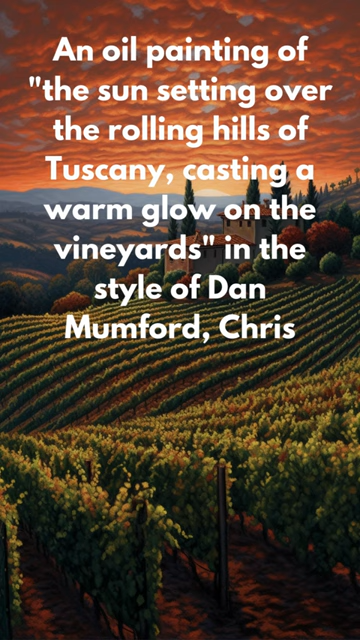 An oil painting of
"the sun setting over
the rolling hills of
Tuscany, casting a
warm glow on the
vineyards" in the
style of Dan
Mumford, Chris